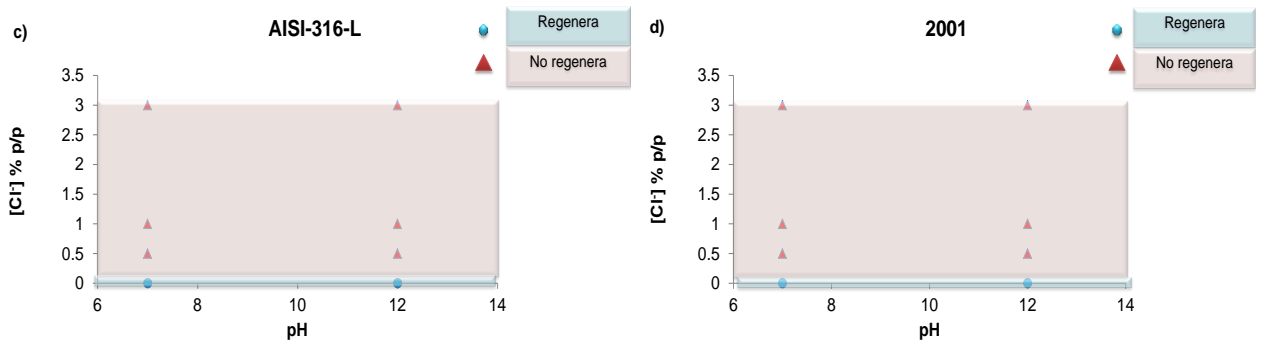 c)
AISI-316-L
Regenera
No regenera
3.5
3
2.5
2
1.5
1
0.5
0
[Cl-] % p/p
6 8 10 12 14
pH
d)
2001
Regenera
No regenera
3.5
3
2.5
2
1.5
1
0.5
0
[Cl-] % p/p
6 8 10 12 14
pH